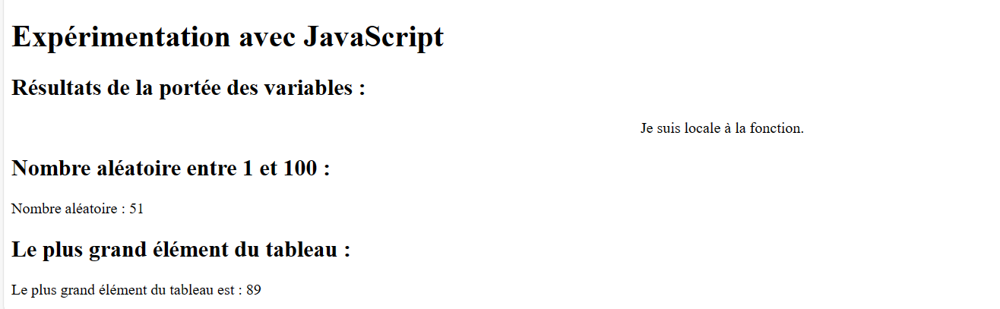 Expérimentation avec JavaScript
Résultats de la portée des variables :
Je suis locale à la fonction.
Nombre aléatoire entre 1 et 100 :
Nombre aléatoire : 51
Le plus grand élément du tableau :
Le plus grand élément du tableau est : 89